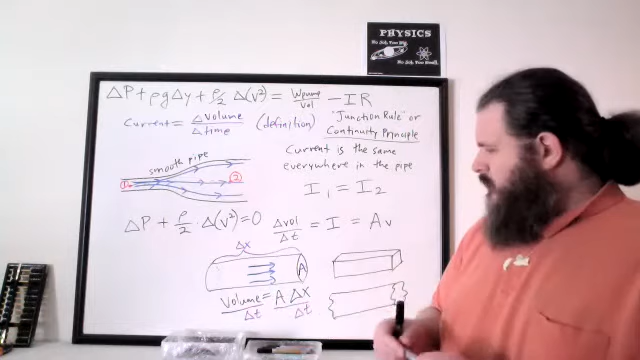 PHYSICS
ΔP + ρgΔy + ρ/2 Δ(v²) = Wpump/vol − IR
Current = Δvolume/Δtime (definition)
"Junction Rule" or
Continuity Principle
Current is the same
everywhere in the pipe
smooth pipe
1 2
I₁ = I₂
ΔP + ρ/2 · Δ(v²) = 0
Δvol/Δt = I = Av
Δx
A
Volume/Δt = A Δx/Δt